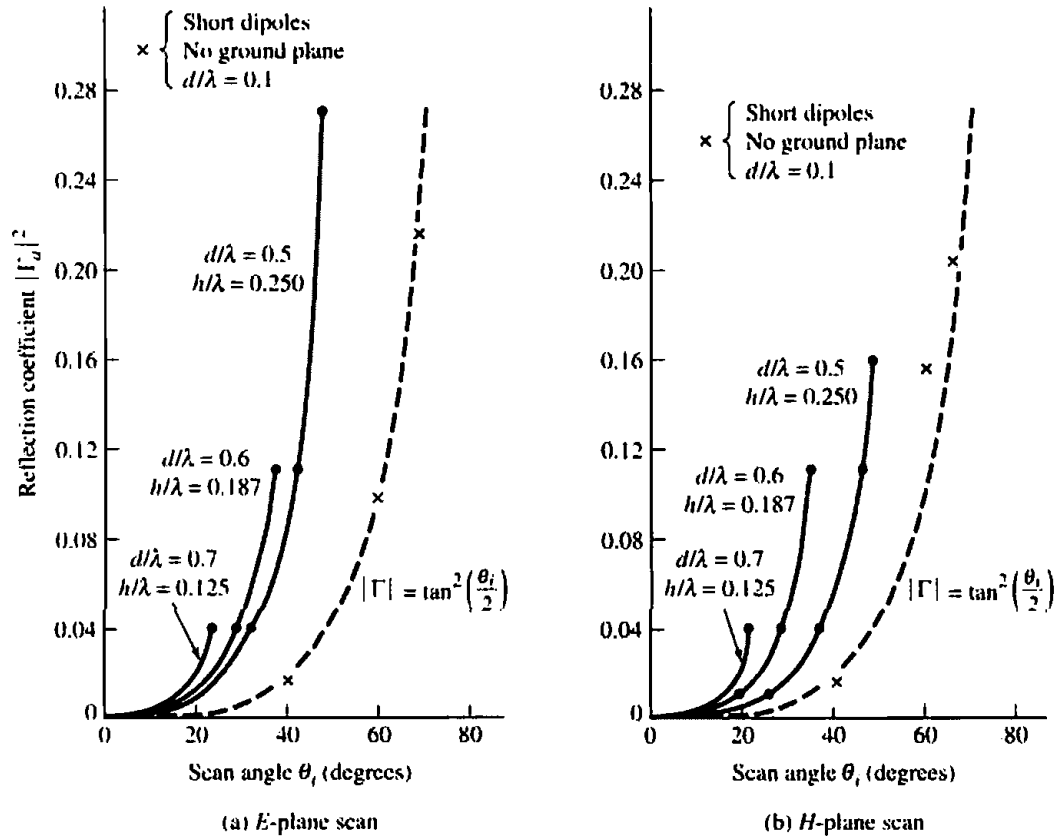 Short dipoles
× No ground plane
d/λ = 0.1
0.28
0.24
0.20
0.16
0.12
0.08
0.04
0
Reflection coefficient |Γₐ|²
d/λ = 0.5
h/λ = 0.250
d/λ = 0.6
h/λ = 0.187
d/λ = 0.7
h/λ = 0.125
|Γ| = tan²(θᵢ/2)
0 20 40 60 80
Scan angle θᵢ (degrees)
(a) E-plane scan
Short dipoles
× No ground plane
d/λ = 0.1
0.28
0.24
0.20
0.16
0.12
0.08
0.04
0
d/λ = 0.5
h/λ = 0.250
d/λ = 0.6
h/λ = 0.187
d/λ = 0.7
h/λ = 0.125
|Γ| = tan²(θᵢ/2)
0 20 40 60 80
Scan angle θᵢ (degrees)
(b) H-plane scan